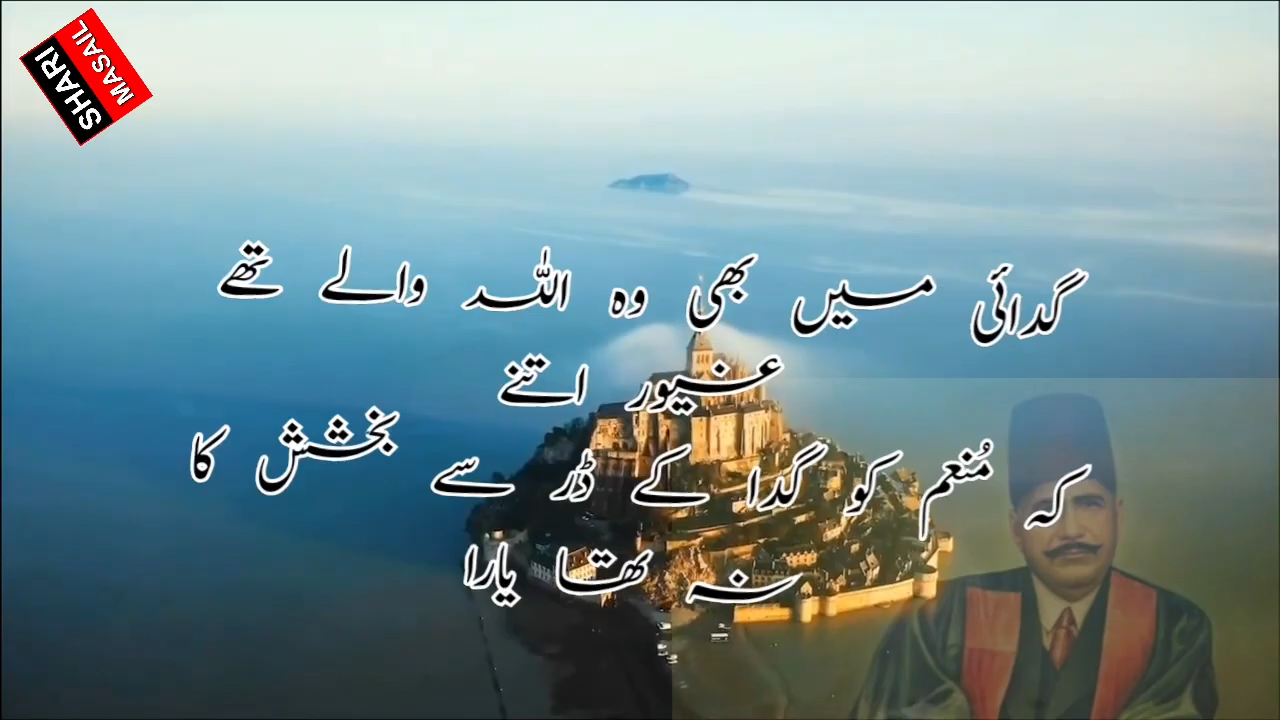 SHARI
MASAIL
گدائی میں بھی وہ اللہ والے تھے
غیور اتنے
کہ مُنعم کو گدا کے ڈر سے بخشش کا
نہ تھا یارا